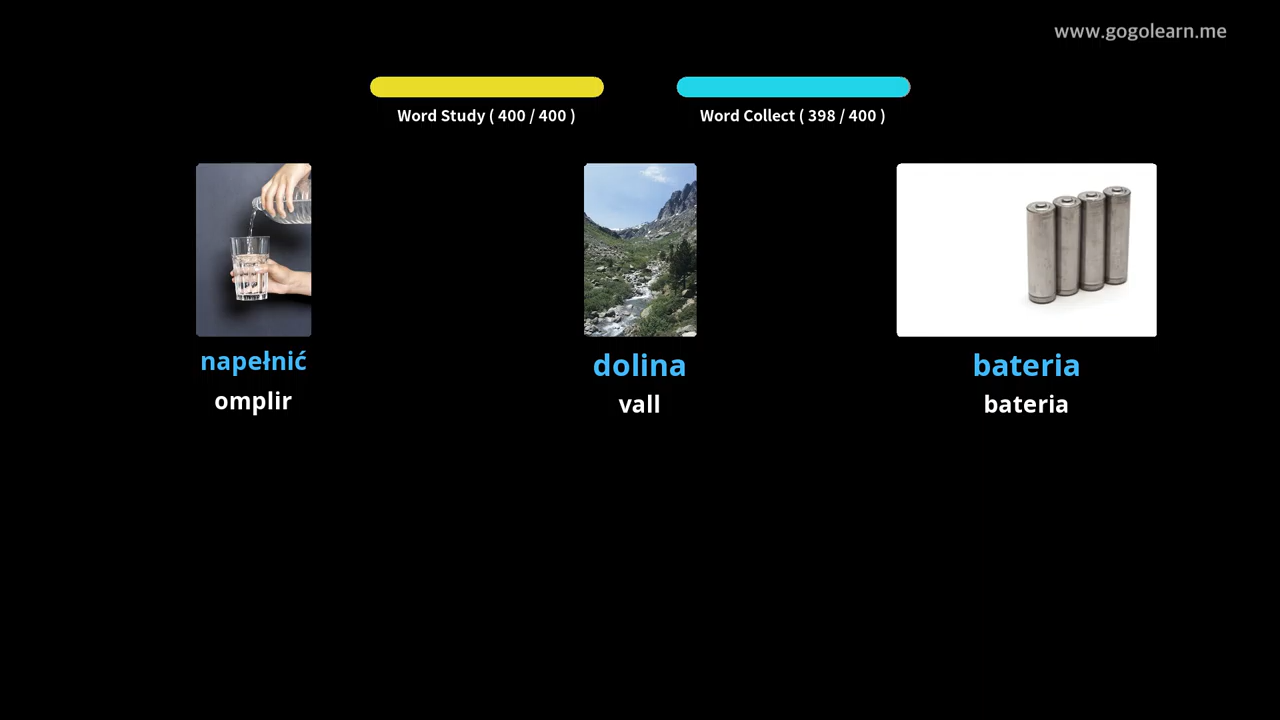 www.gogolearn.me
Word Study ( 400 / 400 )
Word Collect ( 398 / 400 )
napełnić
omplir
dolina
vall
bateria
bateria